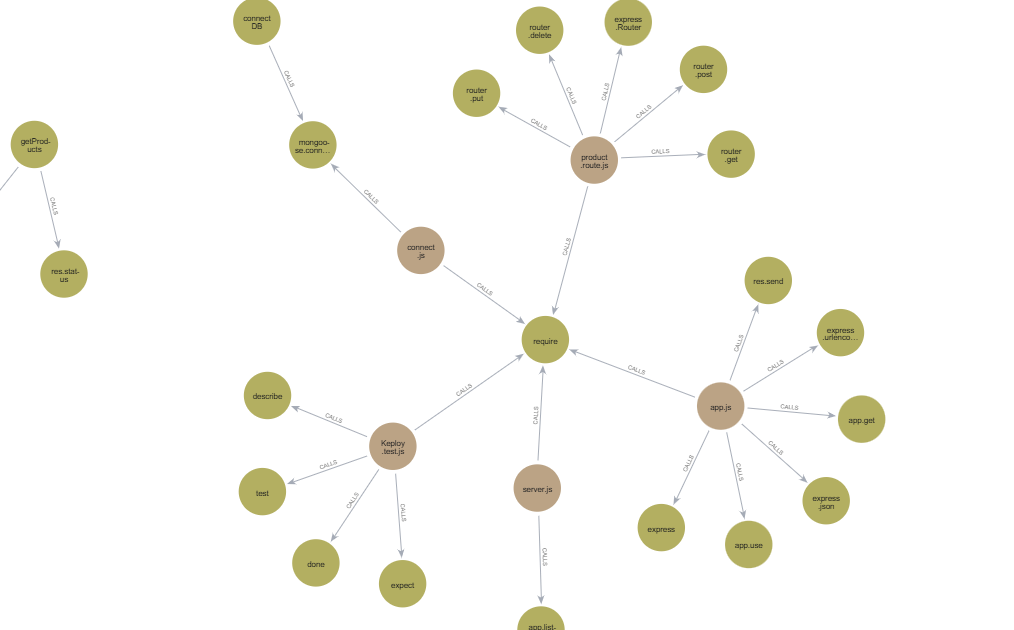 connect
DB
router
.delete
express
.Router
router
.post
router
.put
CALLS
CALLS
CALLS
CALLS
CALLS
getProd-
ucts
mongoo-
se.conn...
product
.route.js
CALLS
router
.get
CALLS
CALLS
connect
.js
CALLS
res.stat-
us
CALLS
res.send
require
CALLS
express
.urlenco...
CALLS
CALLS
CALLS
describe
CALLS
app.js
CALLS
app.get
CALLS
CALLS
Keploy
.test.js
CALLS
CALLS
CALLS
CALLS
test
server.js
express
.json
CALLS
CALLS
express
app.use
done
expect
CALLS
app.list-